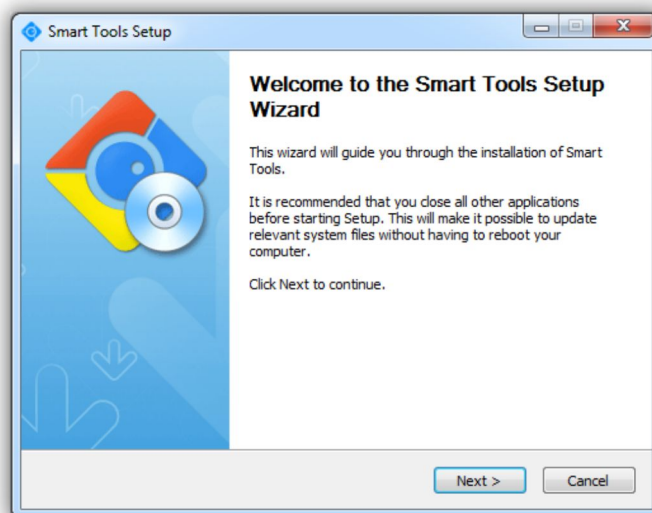 Smart Tools Setup
Welcome to the Smart Tools Setup
Wizard
This wizard will guide you through the installation of Smart
Tools.
It is recommended that you close all other applications
before starting Setup. This will make it possible to update
relevant system files without having to reboot your
computer.
Click Next to continue.
Next >
Cancel